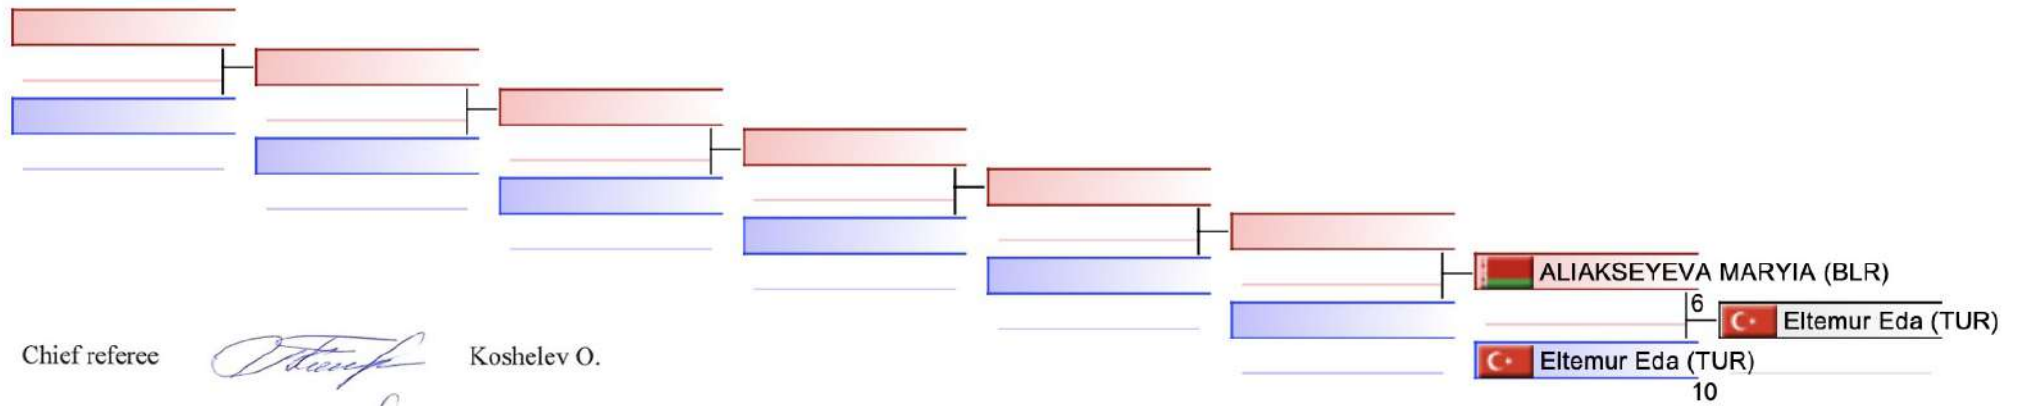 ALIAKSEYEVA MARYIA (BLR)
6
Eltemur Eda (TUR)
Eltemur Eda (TUR)
10
Chief referee
Koshelev O.